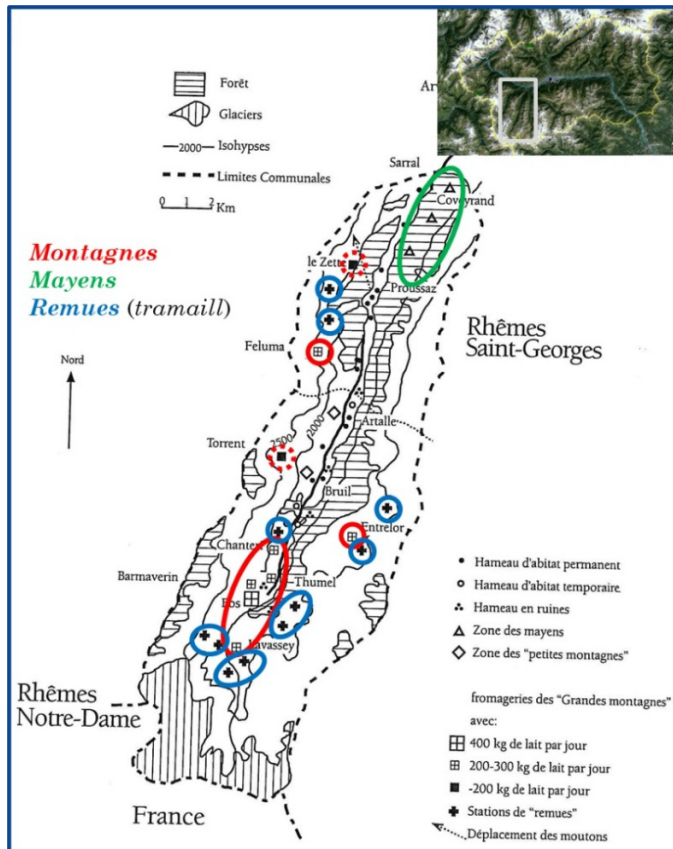 Forêt
Glaciers
2000 Isohypses
Limites Communales
0 1 2
Km
Montagnes
Mayens
Remues (tramaill)
Nord
Sarral
Coveyrand
le Zett
Proussaz
Rhêmes
Saint-Georges
Feluma
Artalle
2000
2500
Torrent
Bruil
Entrelor
Chanten
Barmaverin
Thumel
Fos
Lavassey
Rhêmes
Notre-Dame
France
Hameau d'abitat permanent
Hameau d'abitat temporaire
Hameau en ruines
Zone des mayens
Zone des "petites montagnes"
fromageries des "Grandes montagnes"
avec:
400 kg de lait par jour
200-300 kg de lait par jour
-200 kg de lait par jour
Stations de "remues"
Déplacement des moutons